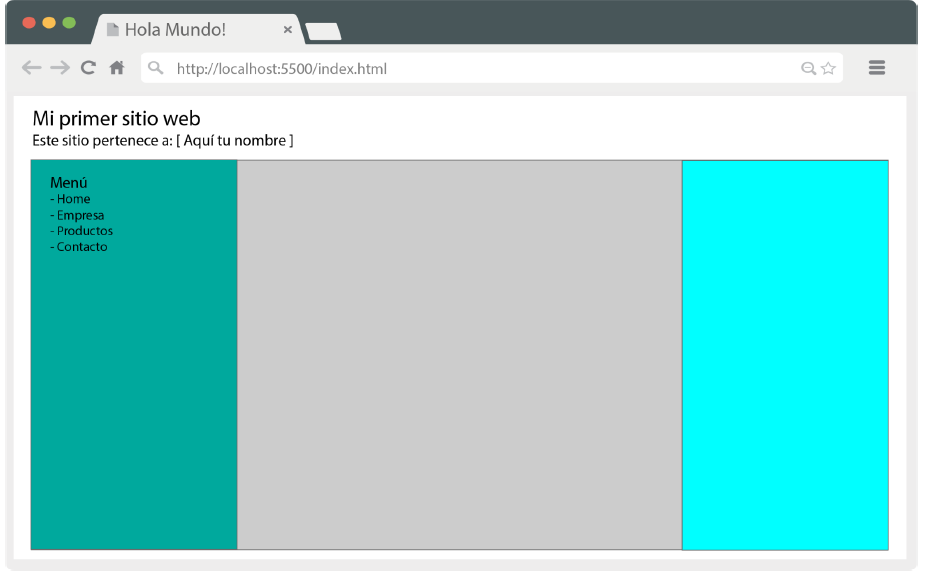 Hola Mundo!
http://localhost:5500/index.html
Mi primer sitio web
Este sitio pertenece a: [ Aquí tu nombre ]
Menú
- Home
- Empresa
- Productos
- Contacto